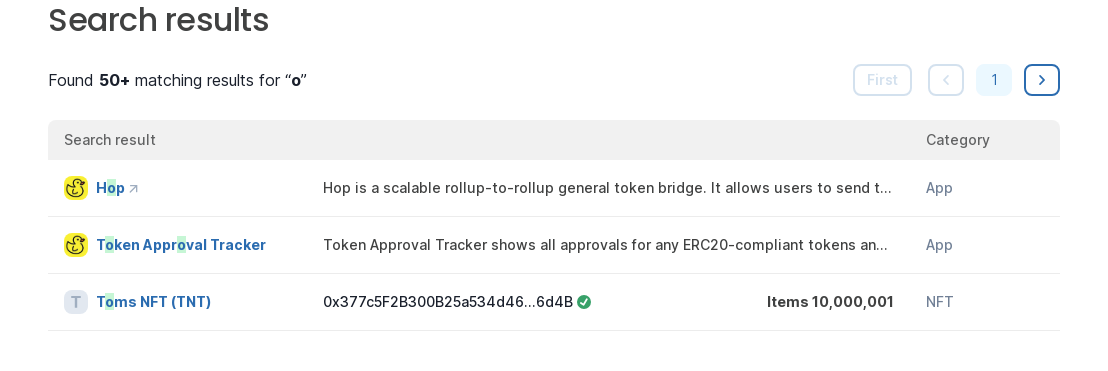 Search results
Found 50+ matching results for “o”
First
1
Search result Category
Hop Hop is a scalable rollup-to-rollup general token bridge. It allows users to send t... App
Token Approval Tracker Token Approval Tracker shows all approvals for any ERC20-compliant tokens an... App
T Toms NFT (TNT) 0x377c5F2B300B25a534d46...6d4B Items 10,000,001 NFT